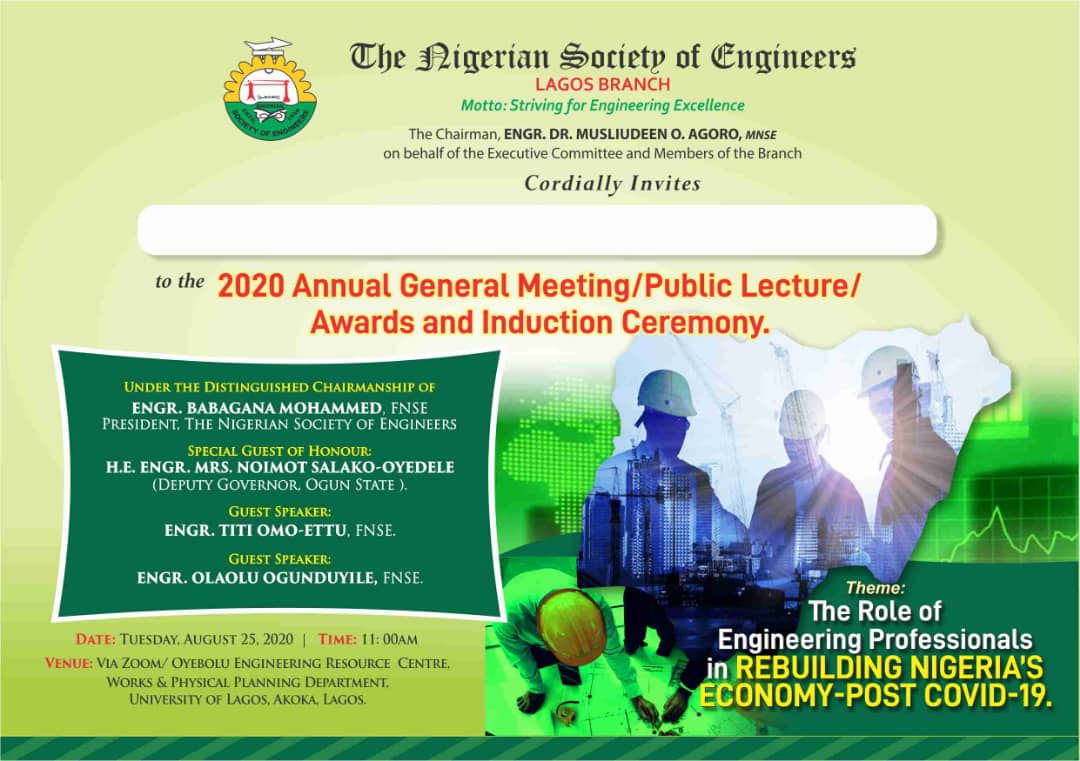 The Nigerian Society of Engineers
LAGOS BRANCH
Motto: Striving for Engineering Excellence
The Chairman, ENGR. DR. MUSLIUDEEN O. AGORO, MNSE
on behalf of the Executive Committee and Members of the Branch
Cordially Invites
to the 2020 Annual General Meeting/Public Lecture/
Awards and Induction Ceremony.
UNDER THE DISTINGUISHED CHAIRMANSHIP OF
ENGR. BABAGANA MOHAMMED, FNSE
PRESIDENT, THE NIGERIAN SOCIETY OF ENGINEERS
SPECIAL GUEST OF HONOUR:
H.E. ENGR. MRS. NOIMOT SALAKO-OYEDELE
(DEPUTY GOVERNOR, OGUN STATE ).
GUEST SPEAKER:
ENGR. TITI OMO-ETTU, FNSE.
GUEST SPEAKER:
ENGR. OLAOLU OGUNDUYILE, FNSE.
DATE: TUESDAY, AUGUST 25, 2020 | TIME: 11: 00AM
VENUE: VIA ZOOM/ OYEBOLU ENGINEERING RESOURCE CENTRE,
WORKS & PHYSICAL PLANNING DEPARTMENT,
UNIVERSITY OF LAGOS, AKOKA, LAGOS.
Theme:
The Role of
Engineering Professionals
in REBUILDING NIGERIA'S
ECONOMY-POST COVID-19.
SOCIETY OF ENGINEERS